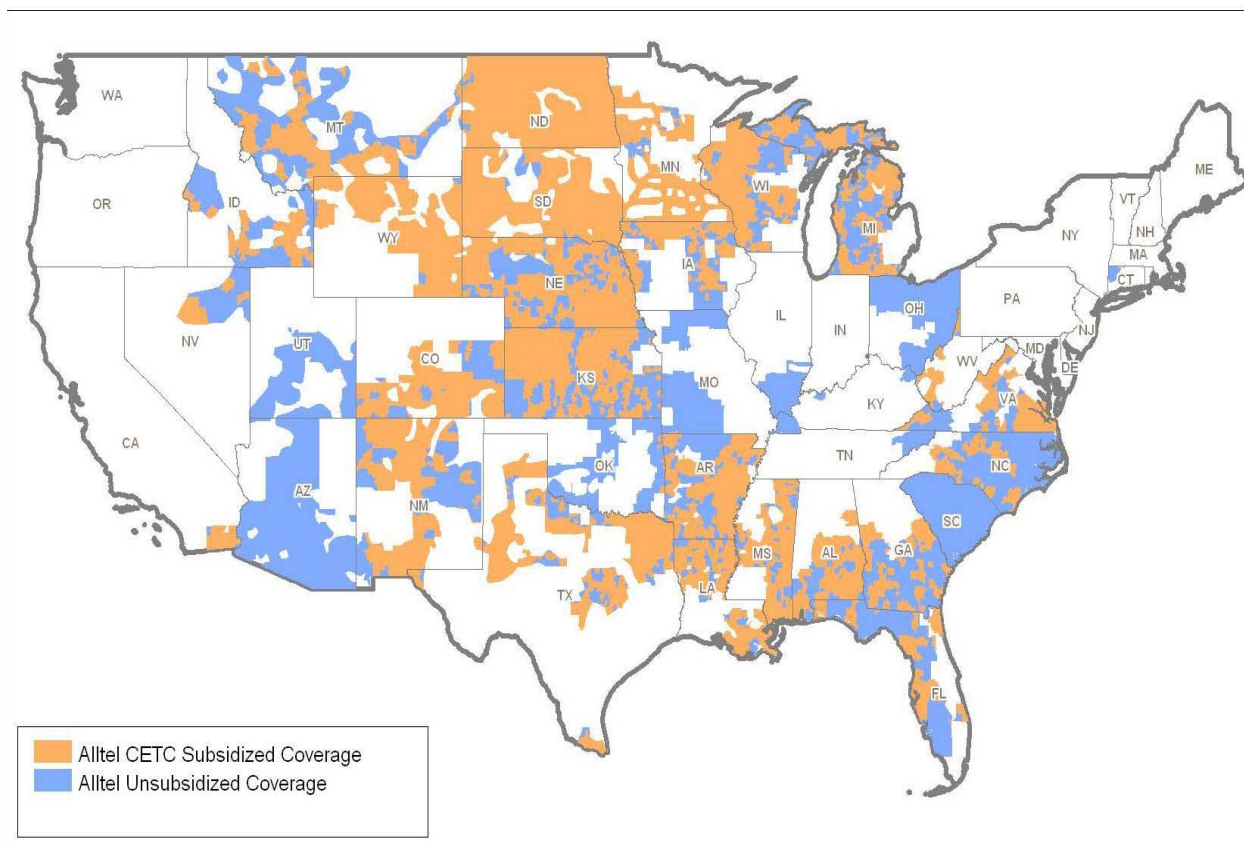 WA
MT
ND
MN
ME
OR
ID
SD
WI
VT
NH
WY
MI
NY
MA
CT
IA
NE
PA
NV
UT
CO
IL
IN
OH
NJ
MD
DE
WV
KS
MO
KY
VA
CA
TN
NC
OK
AR
AZ
NM
SC
MS
AL
GA
LA
TX
FL
Alltel CETC Subsidized Coverage
Alltel Unsubsidized Coverage